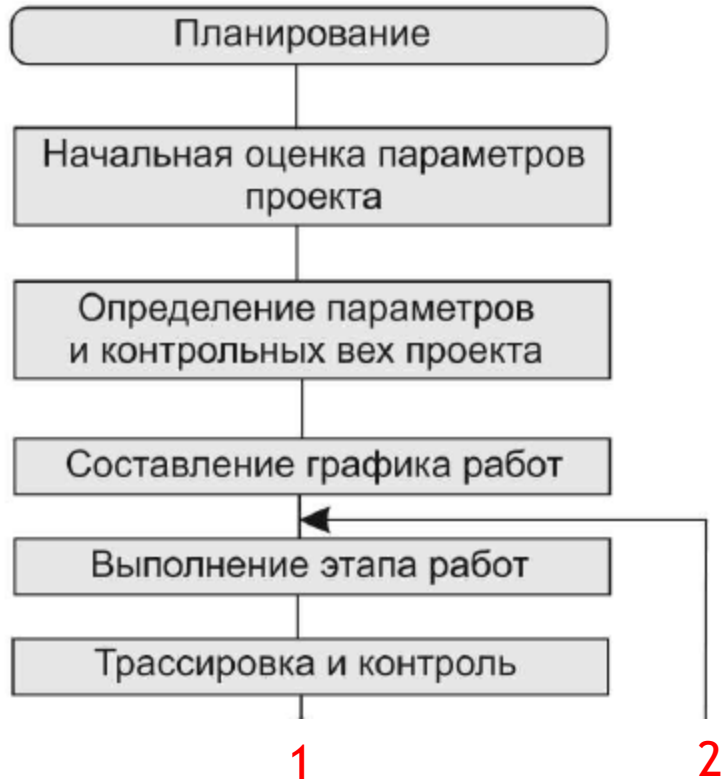 Планирование
Начальная оценка параметров
проекта
Определение параметров
и контрольных вех проекта
Составление графика работ
Выполнение этапа работ
Трассировка и контроль
1
2